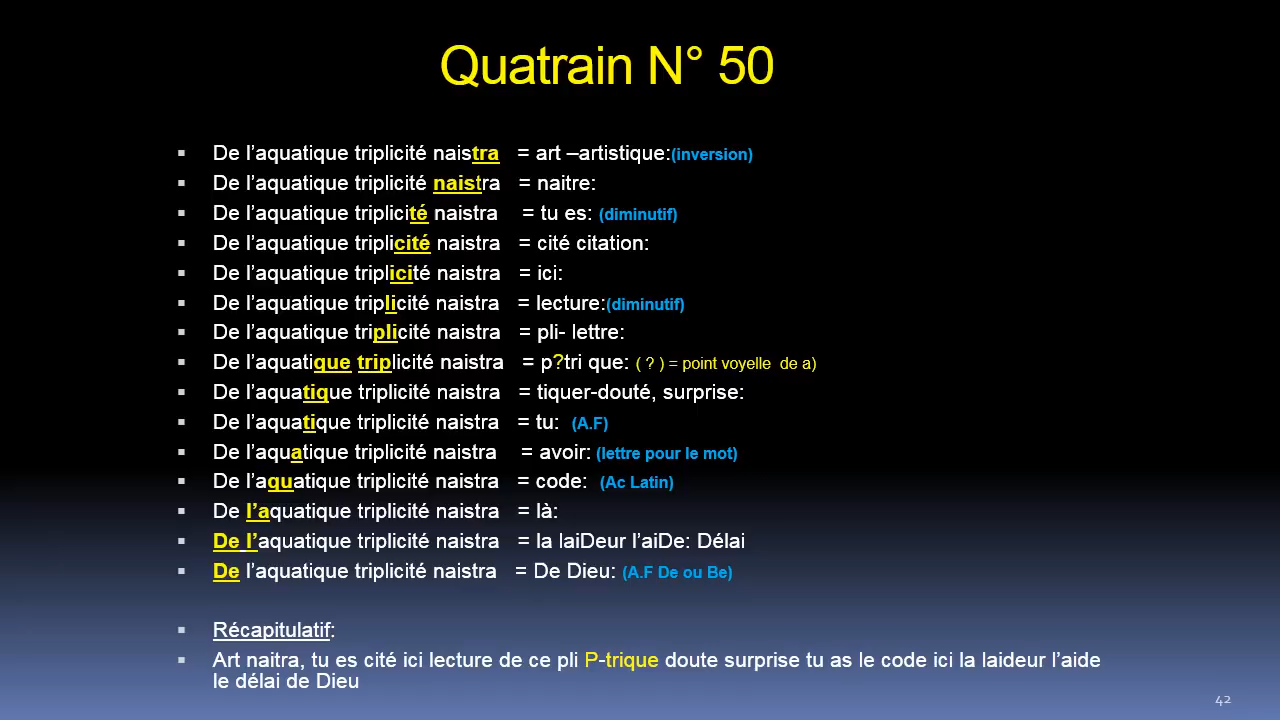 Quatrain N° 50
▪ De l’aquatique triplicité naistra = art –artistique:(inversion)
▪ De l’aquatique triplicité naistra = naitre:
▪ De l’aquatique triplicité naistra = tu es: (diminutif)
▪ De l’aquatique triplicité naistra = cité citation:
▪ De l’aquatique triplicité naistra = ici:
▪ De l’aquatique triplicité naistra = lecture:(diminutif)
▪ De l’aquatique triplicité naistra = pli- lettre:
▪ De l’aquatique triplicité naistra = p?tri que: ( ? ) = point voyelle de a)
▪ De l’aquatique triplicité naistra = tiquer-douté, surprise:
▪ De l’aquatique triplicité naistra = tu: (A.F)
▪ De l’aquatique triplicité naistra = avoir: (lettre pour le mot)
▪ De l’aquatique triplicité naistra = code: (Ac Latin)
▪ De l’aquatique triplicité naistra = là:
▪ De l’aquatique triplicité naistra = la laiDeur l’aiDe: Délai
▪ De l’aquatique triplicité naistra = De Dieu: (A.F De ou Be)
▪ Récapitulatif:
▪ Art naitra, tu es cité ici lecture de ce pli P-trique doute surprise tu as le code ici la laideur l’aide
le délai de Dieu
42